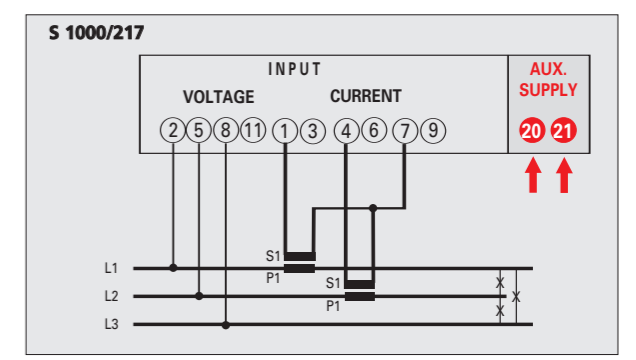 S 1000/217
INPUT
AUX.
SUPPLY
VOLTAGE CURRENT
2 5 8 11 1 3 4 6 7 9 20 21
S1
L1
P1
S1
X
L2
X
P1
X
L3